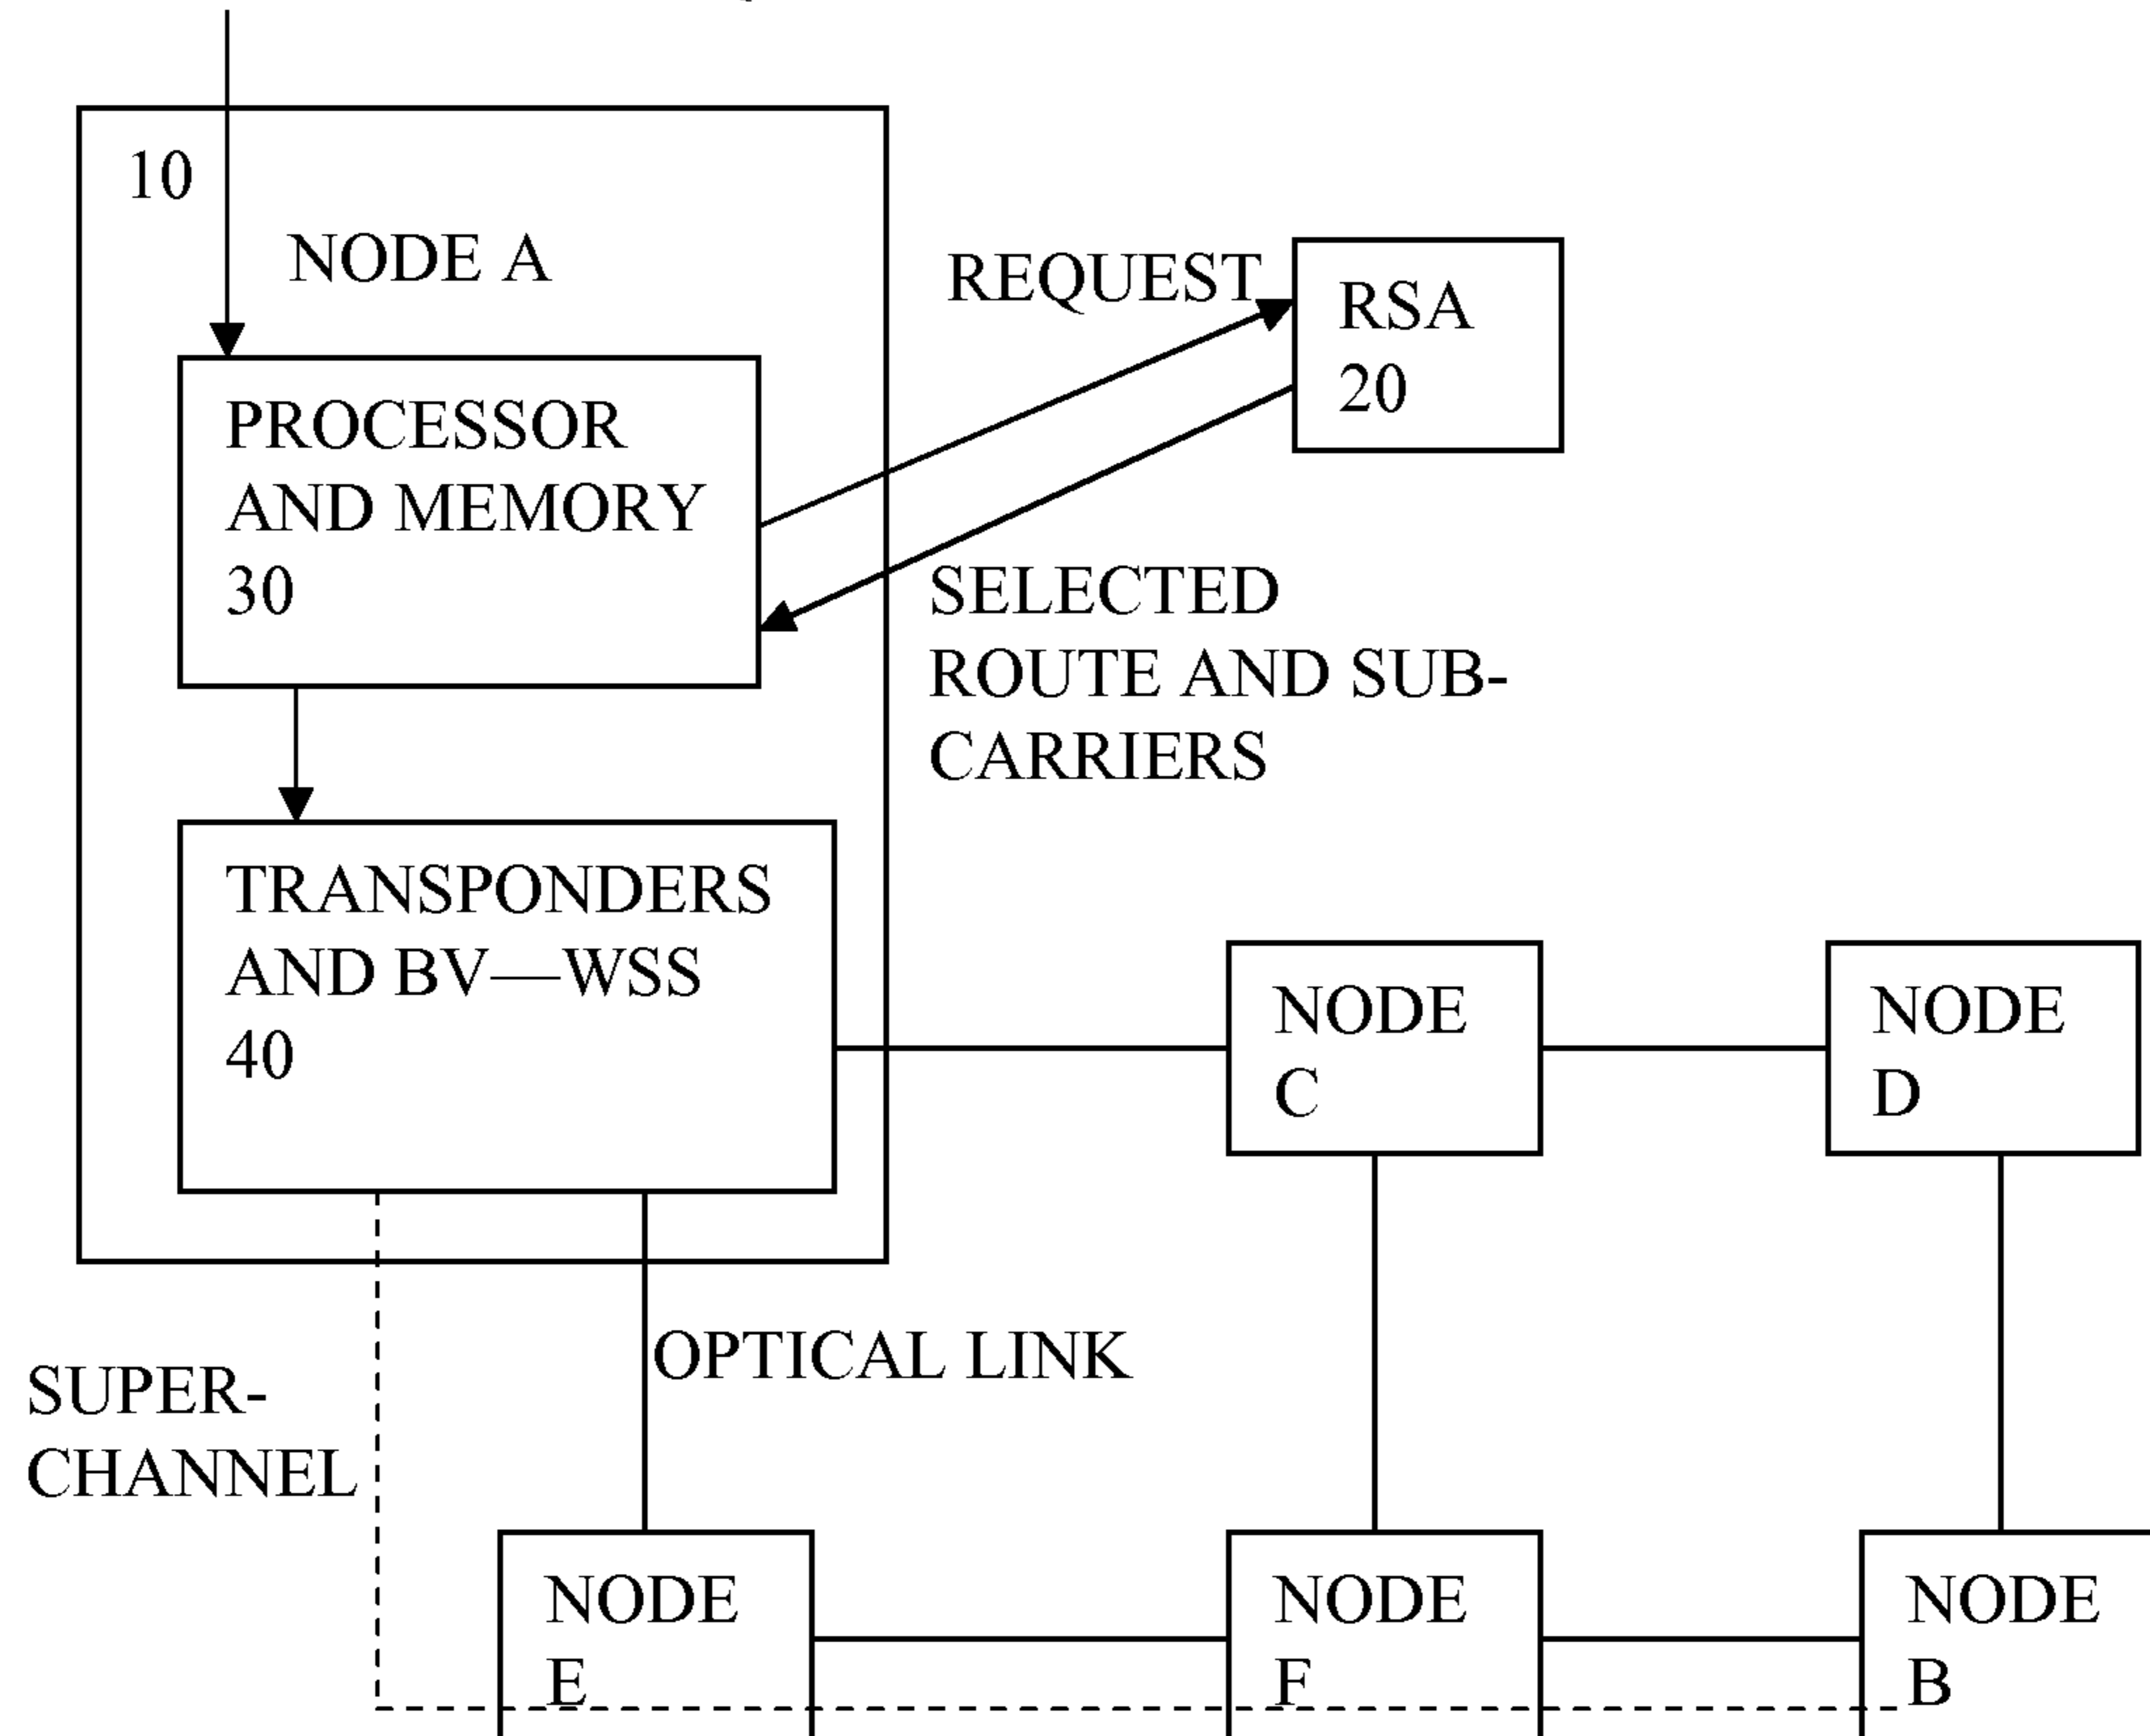 10
NODE A
REQUEST
RSA
20
PROCESSOR
AND MEMORY
30
SELECTED
ROUTE AND SUB-
CARRIERS
TRANSPONDERS
AND BV—WSS
40
NODE
C
NODE
D
OPTICAL LINK
SUPER-
CHANNEL
NODE
E
NODE
F
NODE
B